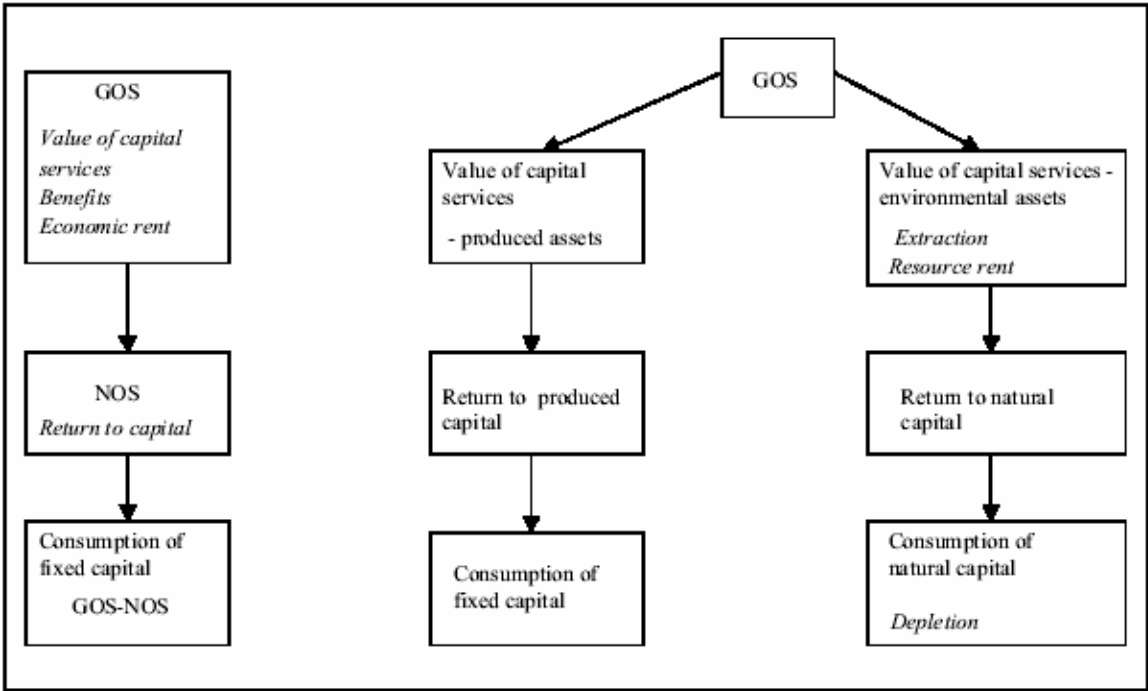 GOS
Value of capital
services
Benefits
Economic rent
NOS
Return to capital
Consumption of
fixed capital
GOS-NOS
GOS
Value of capital
services
- produced assets
Return to produced
capital
Consumption of
fixed capital
Value of capital services -
environmental assets
Extraction
Resource rent
Return to natural
capital
Consumption of
natural capital
Depletion